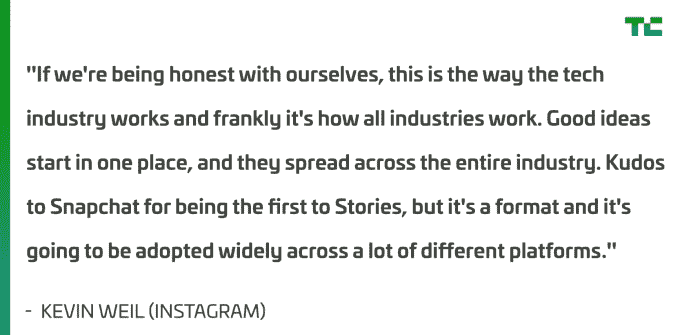 TC
"If we're being honest with ourselves, this is the way the tech
industry works and frankly it's how all industries work. Good ideas
start in one place, and they spread across the entire industry. Kudos
to Snapchat for being the first to Stories, but it's a format and it's
going to be adopted widely across a lot of different platforms."
- KEVIN WEIL (INSTAGRAM)